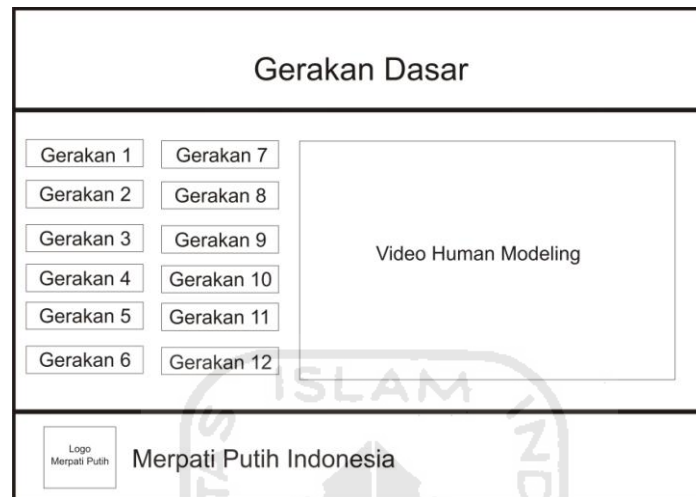 Gerakan Dasar
Gerakan 1
Gerakan 2
Gerakan 3
Gerakan 4
Gerakan 5
Gerakan 6
Gerakan 7
Gerakan 8
Gerakan 9
Gerakan 10
Gerakan 11
Gerakan 12
Video Human Modeling
Logo
Merpati Putih
Merpati Putih Indonesia
ISLAM